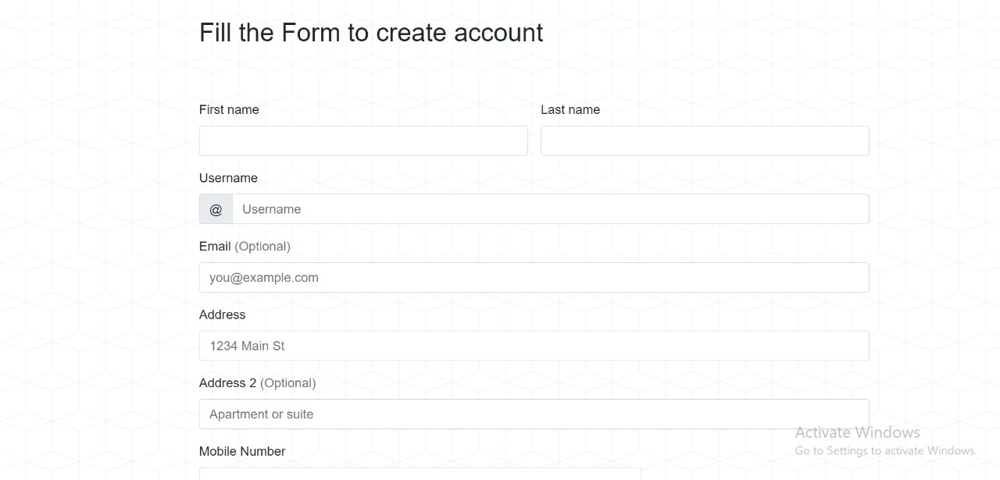 Fill the Form to create account
First name Last name
Username
@ Username
Email (Optional)
you@example.com
Address
1234 Main St
Address 2 (Optional)
Apartment or suite
Activate Windows
Go to Settings to activate Windows.
Mobile Number